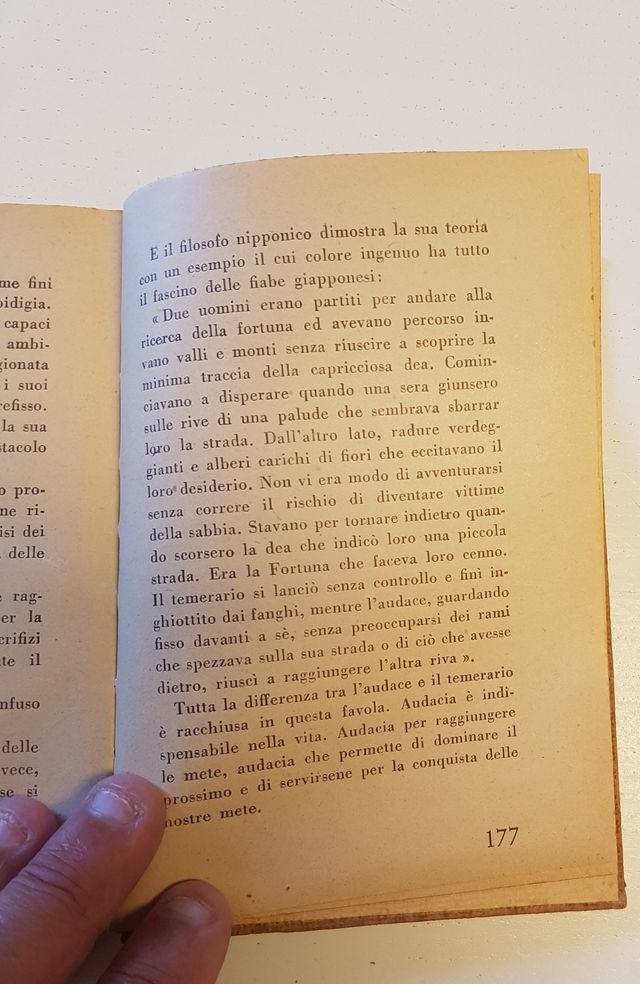 me fini
bidigia.
capaci
ambi-
gionata
i suoi
refisso.
la sua
stacolo
o pro-
ne ri-
isi dei
delle
rag-
er la
crifizi
te il
nfuso
delle
vece,
se si
E il filosofo nipponico dimostra la sua teoria
con un esempio il cui colore ingenuo ha tutto
il fascino delle fiabe giapponesi:
« Due uomini erano partiti per andare alla
ricerca della fortuna ed avevano percorso in-
vano valli e monti senza riuscire a scoprire la
minima traccia della capricciosa dea. Comin-
ciavano a disperare quando una sera giunsero
sulle rive di una palude che sembrava sbarrar
loro la strada. Dall'altro lato, radure verdeg-
gianti e alberi carichi di fiori che eccitavano il
loro desiderio. Non vi era modo di avventurarsi
senza correre il rischio di diventare vittime
della sabbia. Stavano per tornare indietro quan-
do scorsero la dea che indicò loro una piccola
strada. Era la Fortuna che faceva loro cenno.
Il temerario si lanciò senza controllo e finì in-
ghiottito dai fanghi, mentre l'audace, guardando
fisso davanti a sè, senza preoccuparsi dei rami
che spezzava sulla sua strada o di ciò che avesse
dietro, riuscì a raggiungere l'altra riva ».
Tutta la differenza tra l'audace e il temerario
è racchiusa in questa favola. Audacia è indi-
spensabile nella vita. Audacia per raggiungere
le mete, audacia che permette di dominare il
prossimo e di servirsene per la conquista delle
nostre mete.
177